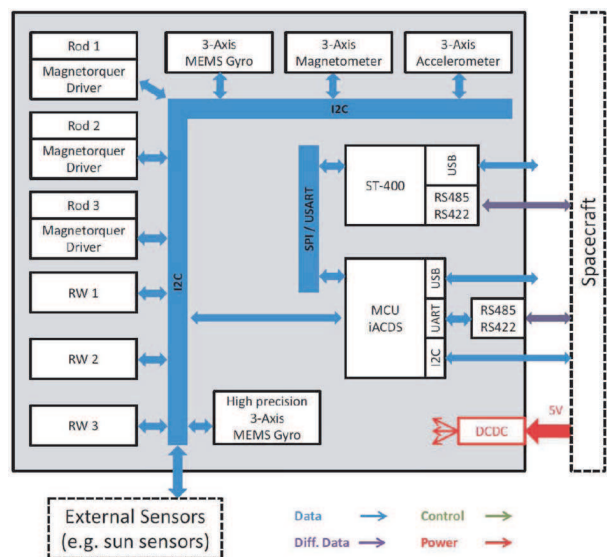 Rod 1
Magnetorquer
Driver
3-Axis
MEMS Gyro
3-Axis
Magnetometer
3-Axis
Accelerometer
I2C
Rod 2
Magnetorquer
Driver
Rod 3
Magnetorquer
Driver
I2C
SPI / USART
ST-400
USB
RS485
RS422
RW 1
MCU
iACDS
USB
UART
I2C
RS485
RS422
Spacecraft
RW 2
RW 3
High precision
3-Axis
MEMS Gyro
5V
DCDC
External Sensors
(e.g. sun sensors)
Data
Control
Diff. Data
Power